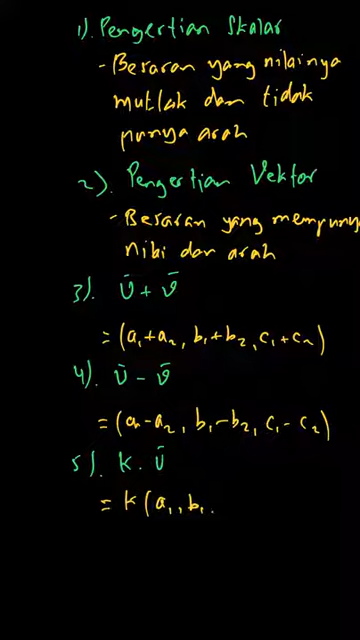 1). Pengertian Skalar
- Besaran yang nilainya
mutlak dan tidak
punya arah
2). Pengertian Vektor
- Besaran yang mempunya
nilai dan arah
3). Ū + v̄
= (a₁+a₂, b₁+b₂, c₁+c₂)
4). Ū - v̄
= (a₁-a₂, b₁-b₂, c₁-c₂)
5). K. Ū
= K(a₁, b₁.